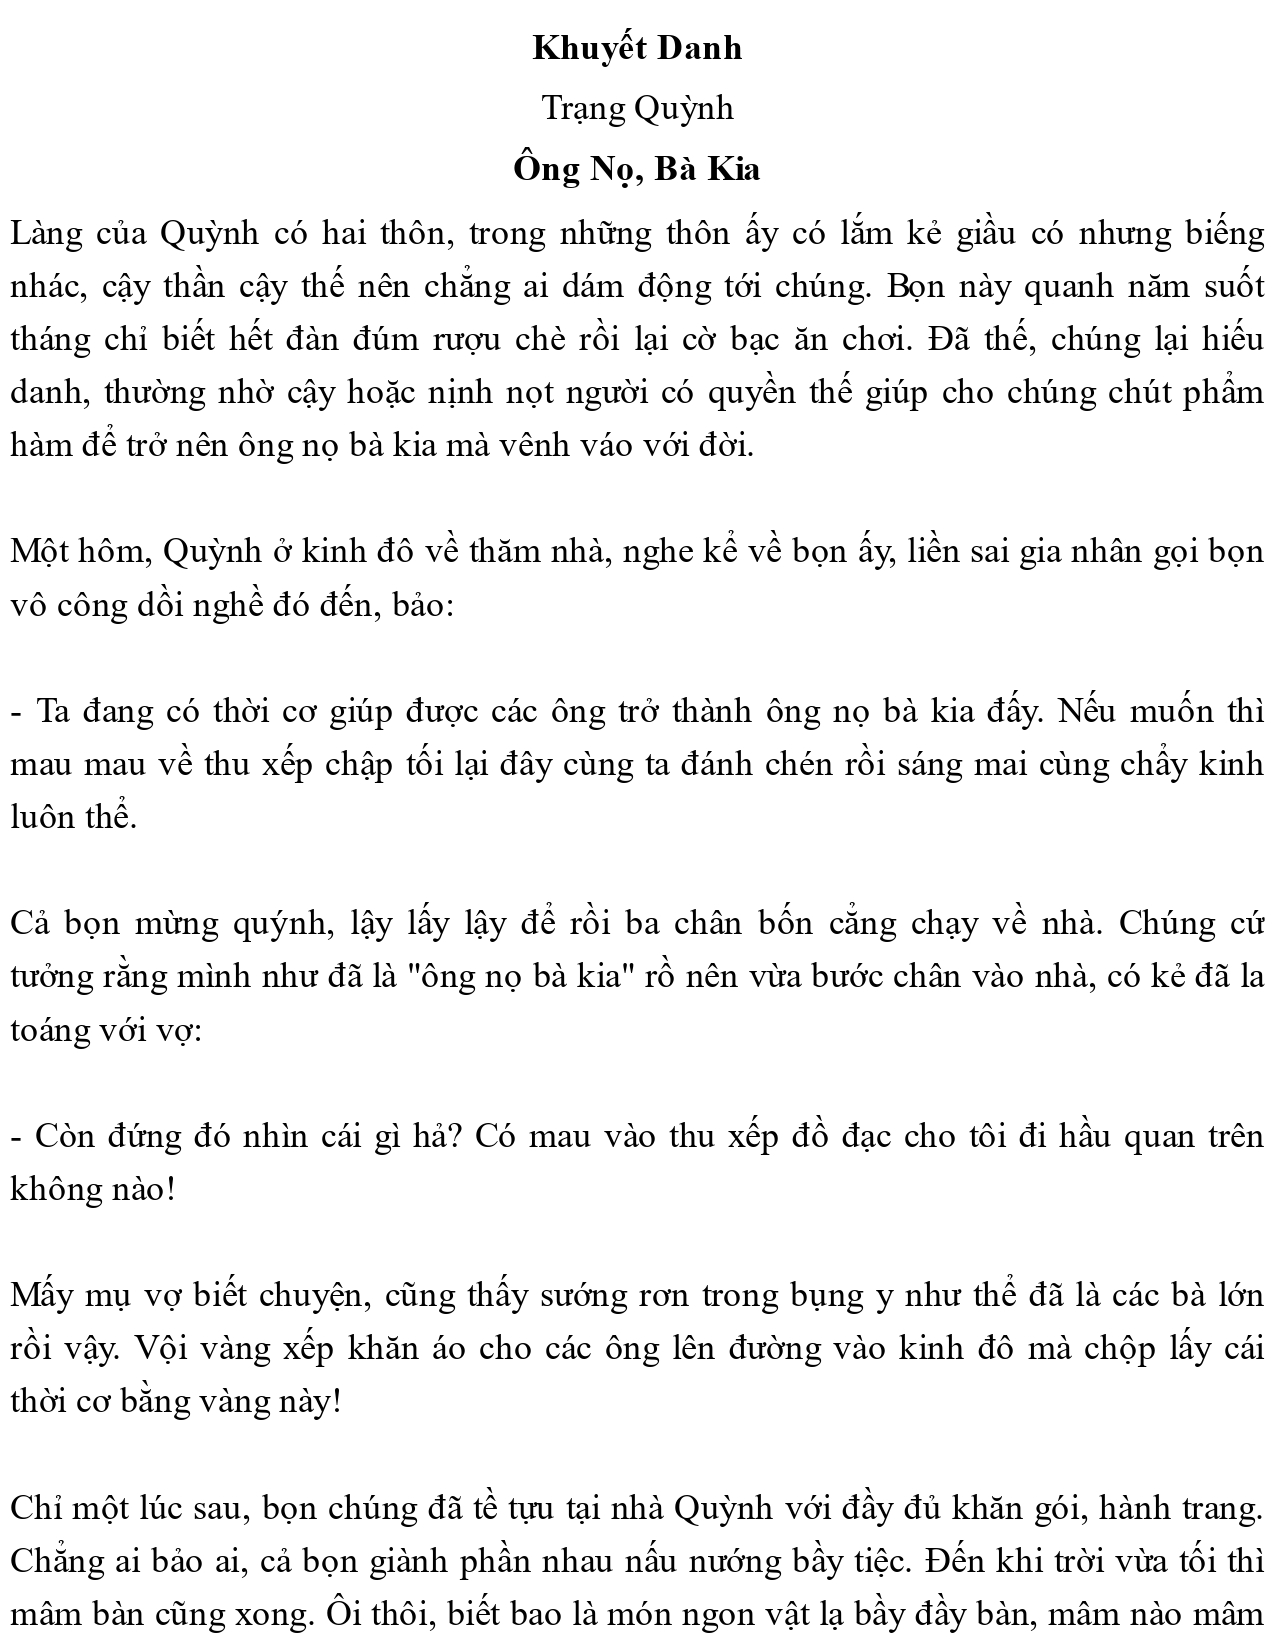 Khuyết Danh
Trạng Quỳnh
Ông Nọ, Bà Kia
Làng của Quỳnh có hai thôn, trong những thôn ấy có lắm kẻ giầu có nhưng biếng
nhác, cậy thần cậy thế nên chẳng ai dám động tới chúng. Bọn này quanh năm suốt
tháng chỉ biết hết đàn đúm rượu chè rồi lại cờ bạc ăn chơi. Đã thế, chúng lại hiếu
danh, thường nhờ cậy hoặc nịnh nọt người có quyền thế giúp cho chúng chút phẩm
hàm để trở nên ông nọ bà kia mà vênh váo với đời.
Một hôm, Quỳnh ở kinh đô về thăm nhà, nghe kể về bọn ấy, liền sai gia nhân gọi bọn
vô công dồi nghề đó đến, bảo:
- Ta đang có thời cơ giúp được các ông trở thành ông nọ bà kia đấy. Nếu muốn thì
mau mau về thu xếp chập tối lại đây cùng ta đánh chén rồi sáng mai cùng chẩy kinh
luôn thể.
Cả bọn mừng quýnh, lậy lấy lậy để rồi ba chân bốn cẳng chạy về nhà. Chúng cứ
tưởng rằng mình như đã là "ông nọ bà kia" rồ nên vừa bước chân vào nhà, có kẻ đã la
toáng với vợ:
- Còn đứng đó nhìn cái gì hả? Có mau vào thu xếp đồ đạc cho tôi đi hầu quan trên
không nào!
Mấy mụ vợ biết chuyện, cũng thấy sướng rơn trong bụng y như thể đã là các bà lớn
rồi vậy. Vội vàng xếp khăn áo cho các ông lên đường vào kinh đô mà chộp lấy cái
thời cơ bằng vàng này!
Chỉ một lúc sau, bọn chúng đã tề tựu tại nhà Quỳnh với đầy đủ khăn gói, hành trang.
Chẳng ai bảo ai, cả bọn giành phần nhau nấu nướng bầy tiệc. Đến khi trời vừa tối thì
mâm bàn cũng xong. Ôi thôi, biết bao là món ngon vật lạ bầy đầy bàn, mâm nào mâm